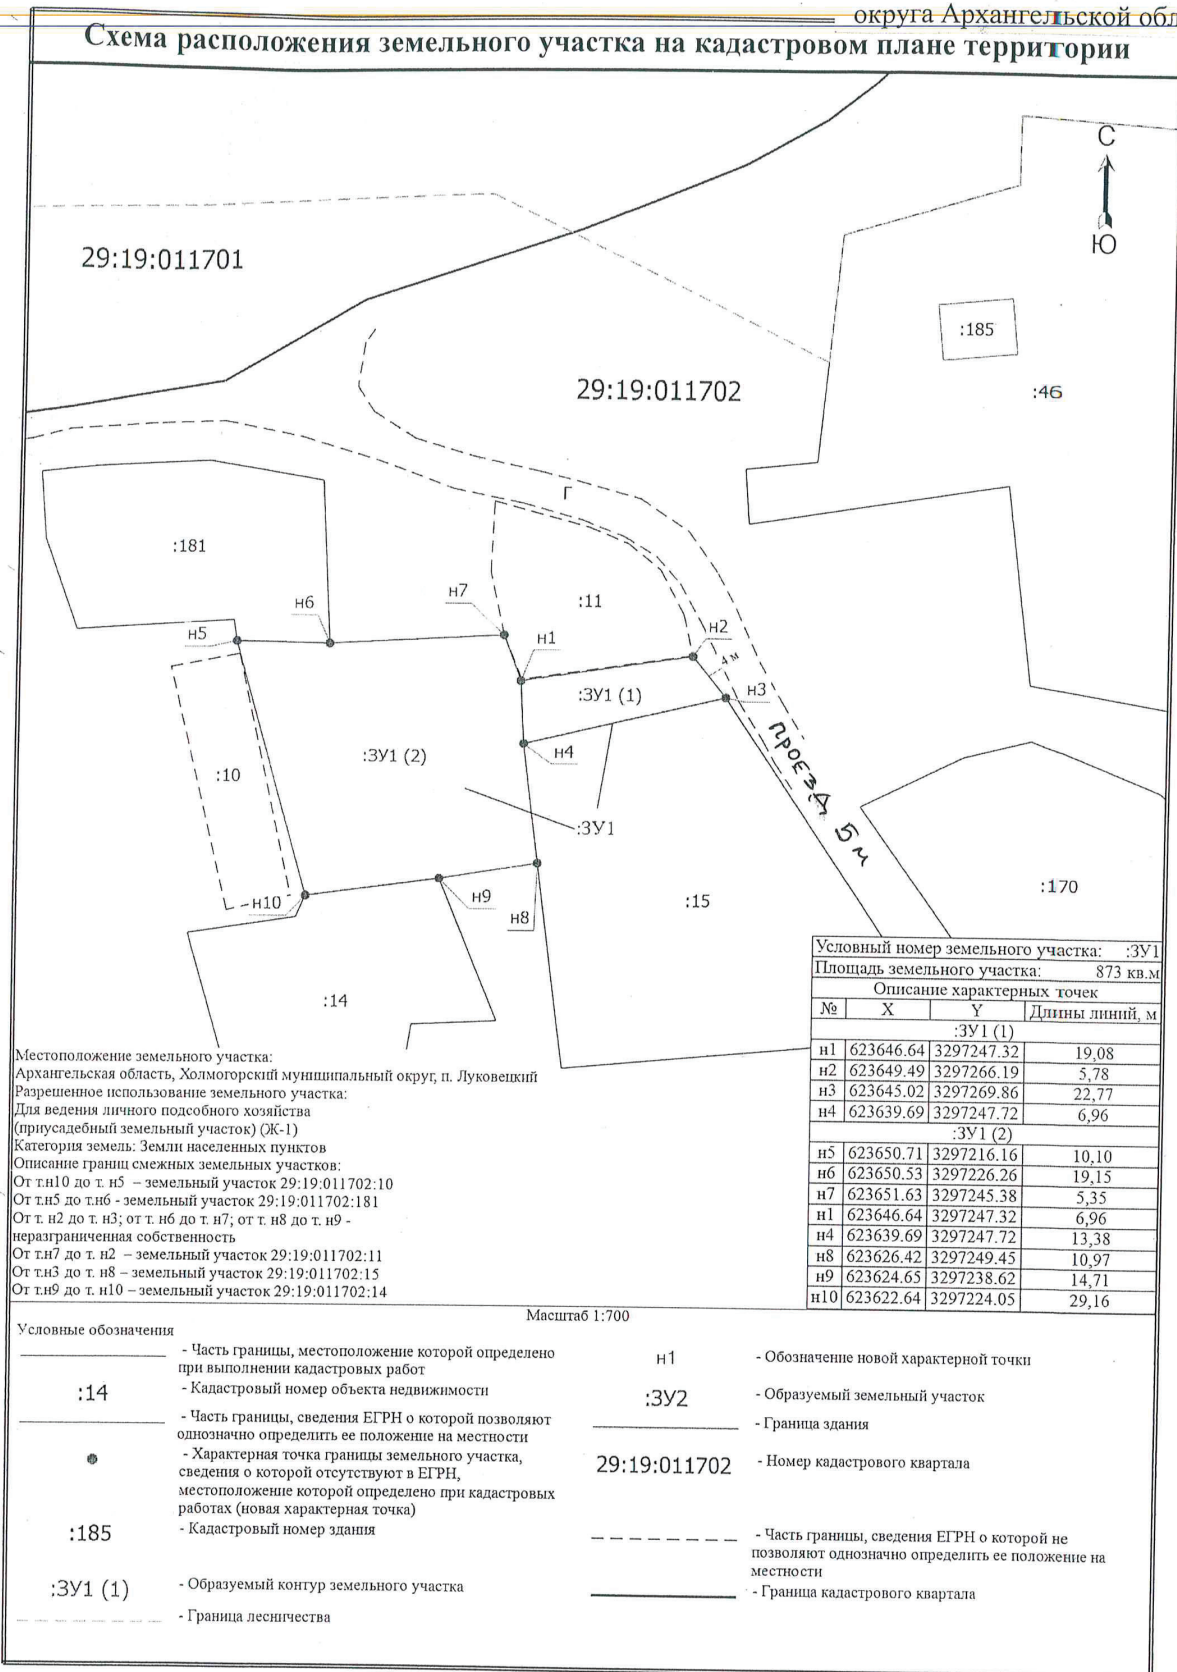 округа Архангельской обл
Схема расположения земельного участка на кадастровом плане территории
С
Ю
29:19:011701
:185
29:19:011702
:46
Г
:181
н6
н7
:11
н5
н1
н2
4 м
:ЗУ1 (1)
н3
н4
:ЗУ1 (2)
:10
проезд 5 м
:ЗУ1
н10
н9
н8
:15
:170
:14
Условный номер земельного участка: :ЗУ1
Площадь земельного участка: 873 кв.м
Описание характерных точек
№ X Y Длины линий, м
:ЗУ1 (1)
н1 623646.64 3297247.32 19,08
н2 623649.49 3297266.19 5,78
н3 623645.02 3297269.86 22,77
н4 623639.69 3297247.72 6,96
:ЗУ1 (2)
н5 623650.71 3297216.16 10,10
н6 623650.53 3297226.26 19,15
н7 623651.63 3297245.38 5,35
н1 623646.64 3297247.32 6,96
н4 623639.69 3297247.72 13,38
н8 623626.42 3297249.45 10,97
н9 623624.65 3297238.62 14,71
н10 623622.64 3297224.05 29,16
Местоположение земельного участка:
Архангельская область, Холмогорский муниципальный округ, п. Луковецкий
Разрешенное использование земельного участка:
Для ведения личного подсобного хозяйства
(приусадебный земельный участок) (Ж-1)
Категория земель: Земли населенных пунктов
Описание границ смежных земельных участков:
От т.н10 до т. н5 – земельный участок 29:19:011702:10
От т.н5 до т.н6 - земельный участок 29:19:011702:181
От т. н2 до т. н3; от т. н6 до т. н7; от т. н8 до т. н9 -
неразграниченная собственность
От т.н7 до т. н2 – земельный участок 29:19:011702:11
От т.н3 до т. н8 – земельный участок 29:19:011702:15
От т.н9 до т. н10 – земельный участок 29:19:011702:14
Масштаб 1:700
Условные обозначения
- Часть границы, местоположение которой определено
при выполнении кадастровых работ
:14 - Кадастровый номер объекта недвижимости
- Часть границы, сведения ЕГРН о которой позволяют
однозначно определить ее положение на местности
- Характерная точка границы земельного участка,
сведения о которой отсутствуют в ЕГРН,
местоположение которой определено при кадастровых
работах (новая характерная точка)
:185 - Кадастровый номер здания
:ЗУ1 (1) - Образуемый контур земельного участка
- Граница лесничества
н1 - Обозначение новой характерной точки
:ЗУ2 - Образуемый земельный участок
- Граница здания
29:19:011702 - Номер кадастрового квартала
- Часть границы, сведения ЕГРН о которой не
позволяют однозначно определить ее положение на
местности
- Граница кадастрового квартала